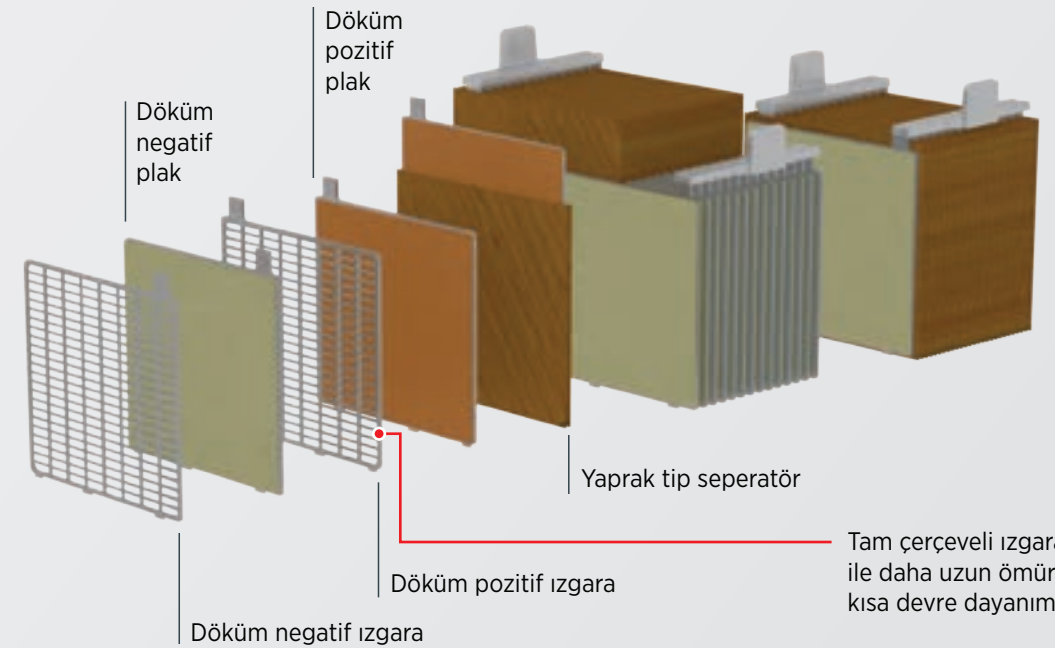 Döküm
pozitif
plak
Döküm
negatif
plak
Yaprak tip seperatör
Tam çerçeveli ızgara
ile daha uzun ömür
kısa devre dayanım
Döküm pozitif ızgara
Döküm negatif ızgara